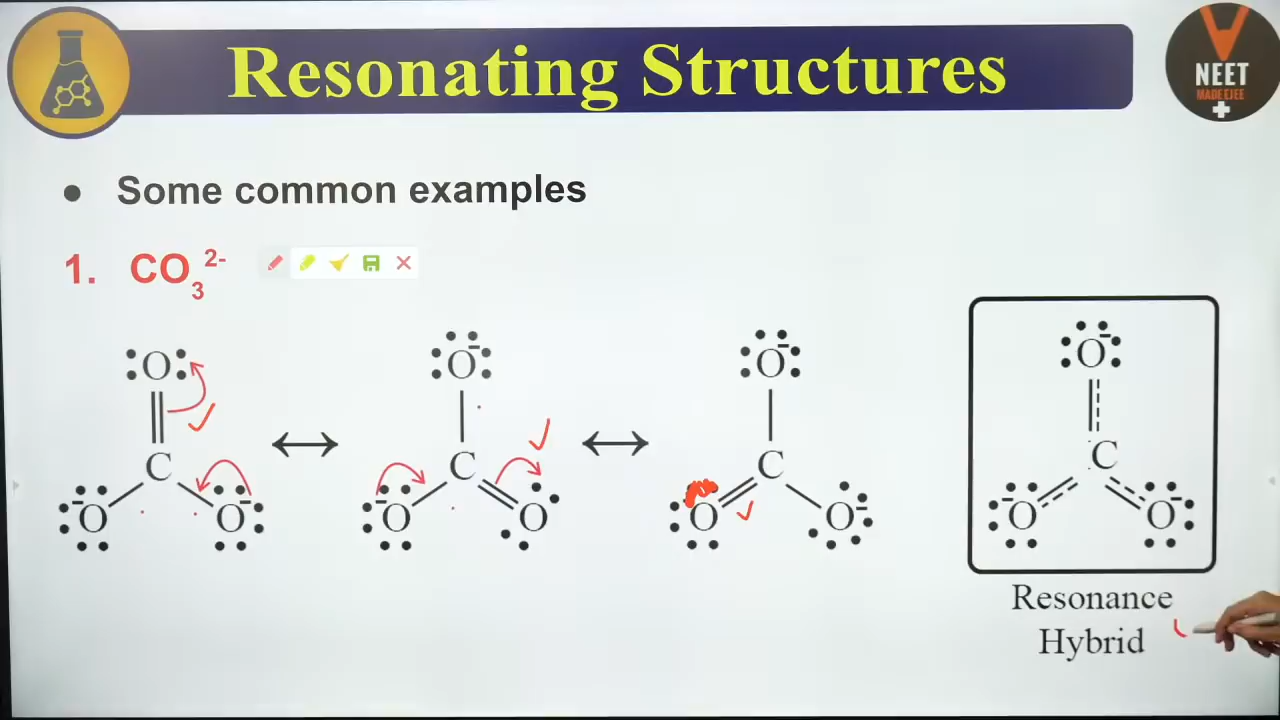 Resonating Structures
NEET
MADE EJEE
● Some common examples
1. CO₃²⁻
O
C
O⁻
O⁻
O⁻
C
O⁻
O
O⁻
C
O
O⁻
O⁻
C
O⁻
O⁻
Resonance
Hybrid